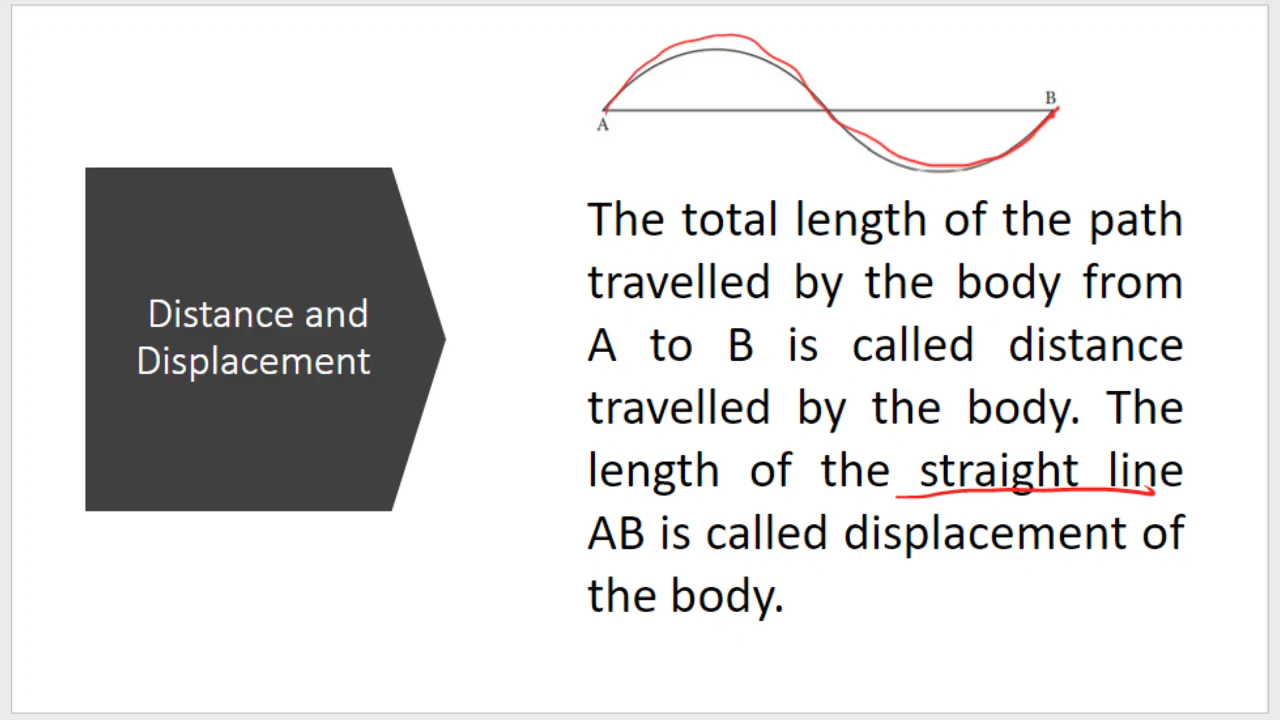 B
A
Distance and
Displacement
The total length of the path
travelled by the body from
A to B is called distance
travelled by the body. The
length of the straight line
AB is called displacement of
the body.